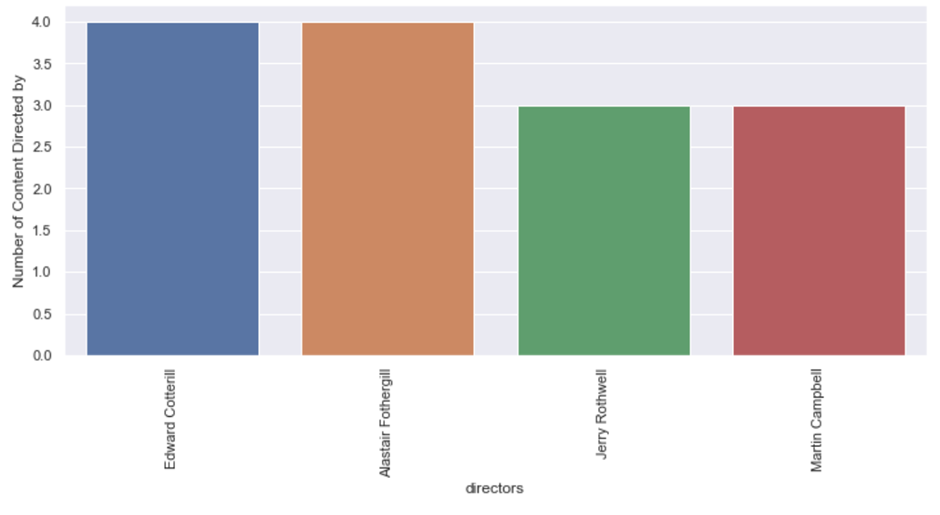 Number of Content Directed by
4.0
3.5
3.0
2.5
2.0
1.5
1.0
0.5
0.0
Edward Cotterill
Alastair Fothergill
Jerry Rothwell
Martin Campbell
directors